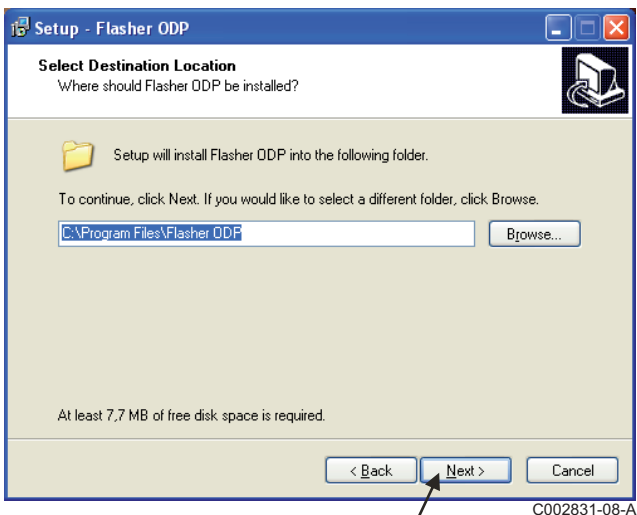 Setup - Flasher ODP
Select Destination Location
Where should Flasher ODP be installed?
Setup will install Flasher ODP into the following folder.
To continue, click Next. If you would like to select a different folder, click Browse.
C:\Program Files\Flasher ODP
Browse...
At least 7,7 MB of free disk space is required.
< Back
Next >
Cancel
C002831-08-A